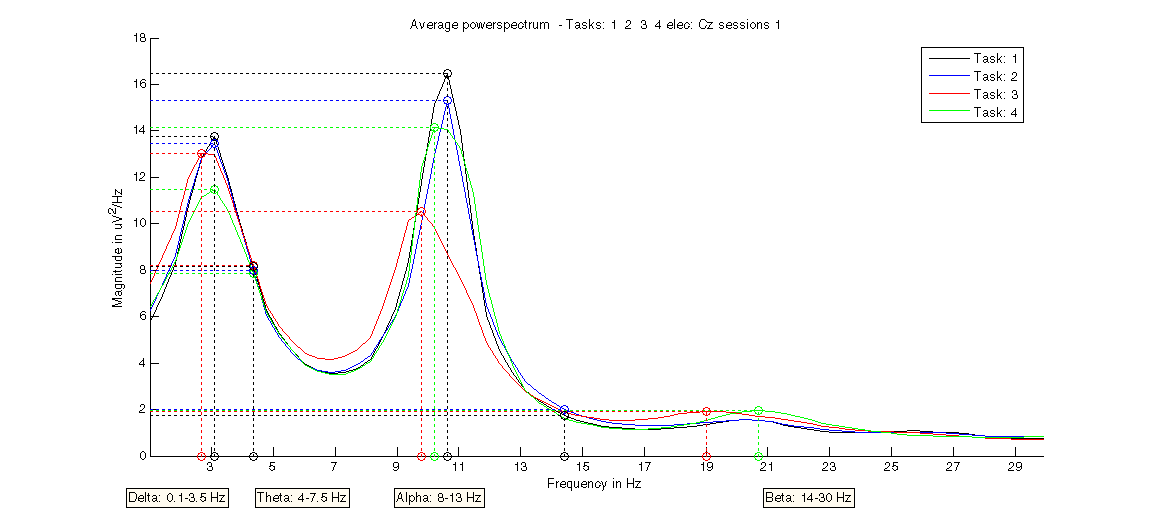 Average powerspectrum - Tasks: 1 2 3 4 elec: Cz sessions 1
Task: 1
Task: 2
Task: 3
Task: 4
Magnitude in uV^2/Hz
18
16
14
12
10
8
6
4
2
0
3 5 7 9 11 13 15 17 19 21 23 25 27 29
Frequency in Hz
Delta: 0.1-3.5 Hz Theta: 4-7.5 Hz Alpha: 8-13 Hz Beta: 14-30 Hz